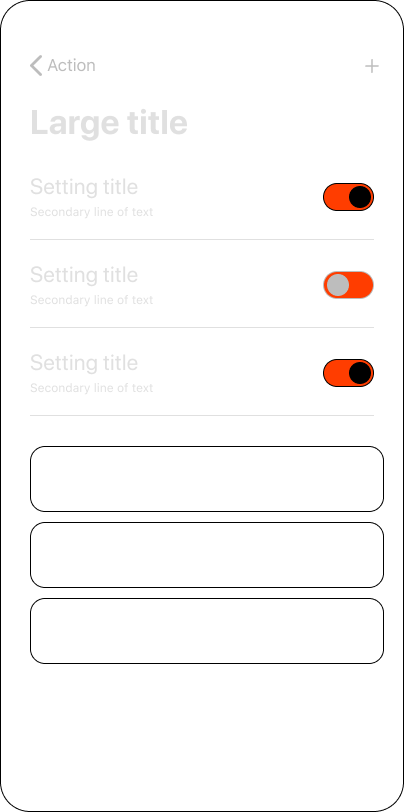 Action
Large title
Setting title
Secondary line of text
Setting title
Secondary line of text
Setting title
Secondary line of text